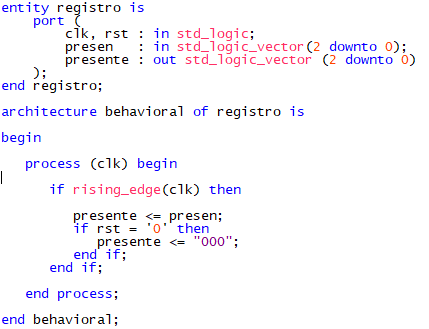 entity registro is
port (
clk, rst : in std_logic;
presen : in std_logic_vector(2 downto 0);
presente : out std_logic_vector (2 downto 0)
);
end registro;
architecture behavioral of registro is
begin
process (clk) begin
if rising_edge(clk) then
presente <= presen;
if rst = '0' then
presente <= "000";
end if;
end if;
end process;
end behavioral;